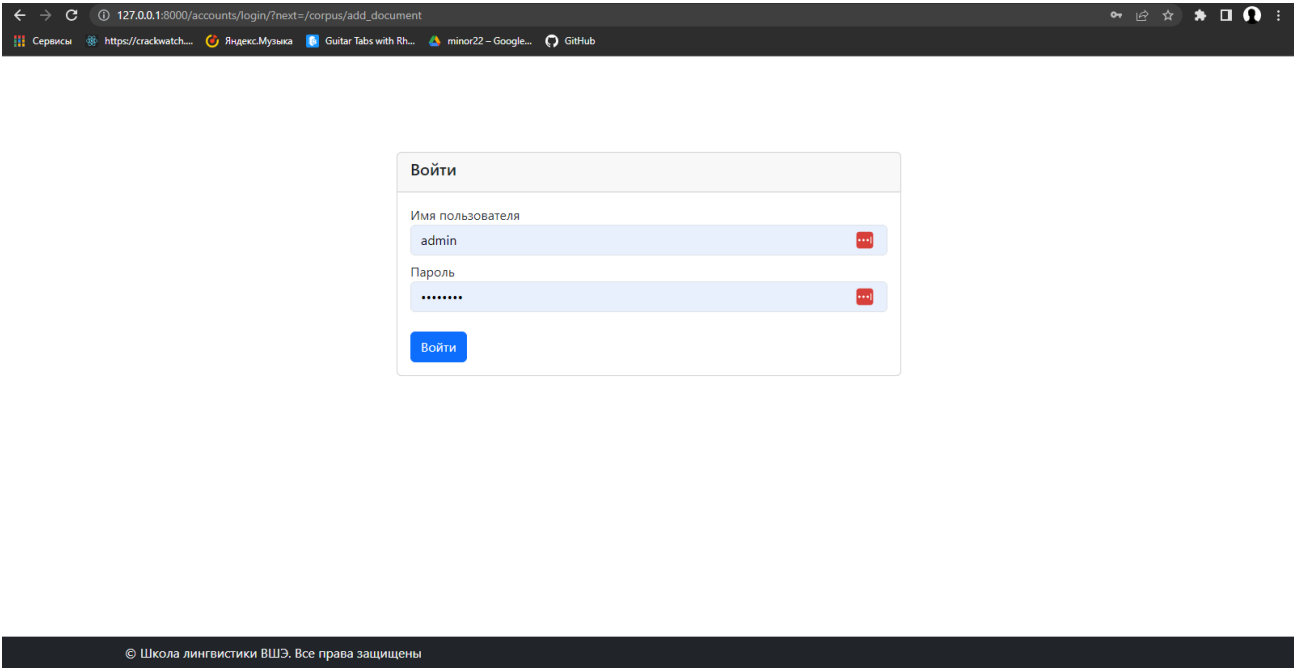 127.0.0.1:8000/accounts/login/?next=/corpus/add_document
Сервисы https://crackwatch.... Яндекс.Музыка Guitar Tabs with Rh... minor22 – Google... GitHub
Войти
Имя пользователя
admin
Пароль
••••••••
Войти
© Школа лингвистики ВШЭ. Все права защищены